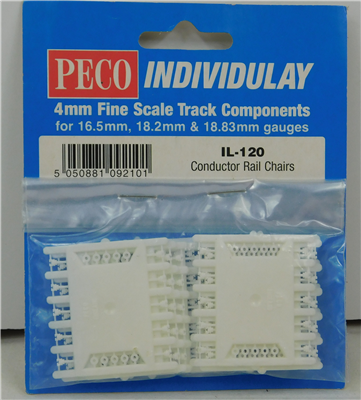 PECO INDIVIDULAY
4mm Fine Scale Track Components
for 16.5mm, 18.2mm & 18.83mm gauges
IL-120
Conductor Rail Chairs
5 050881 092101